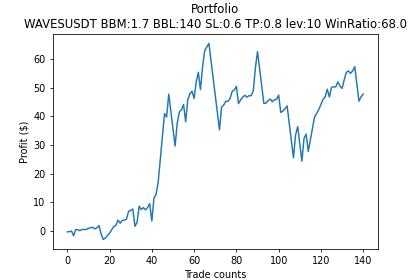 Portfolio
WAVESUSDT BBM:1.7 BBL:140 SL:0.6 TP:0.8 lev:10 WinRatio:68.0
Profit ($)
60
50
40
30
20
10
0
0 20 40 60 80 100 120 140
Trade counts